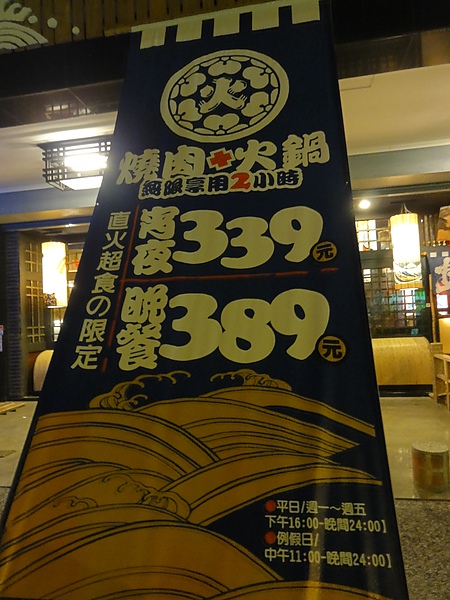 火
燒肉+火鍋
無限享用2小時
直火超食の限定
宵夜339元
晚餐389元
●平日/週一~週五
下午16:00-晚間24:00】
●例假日/
中午11:00-晚間24:00】